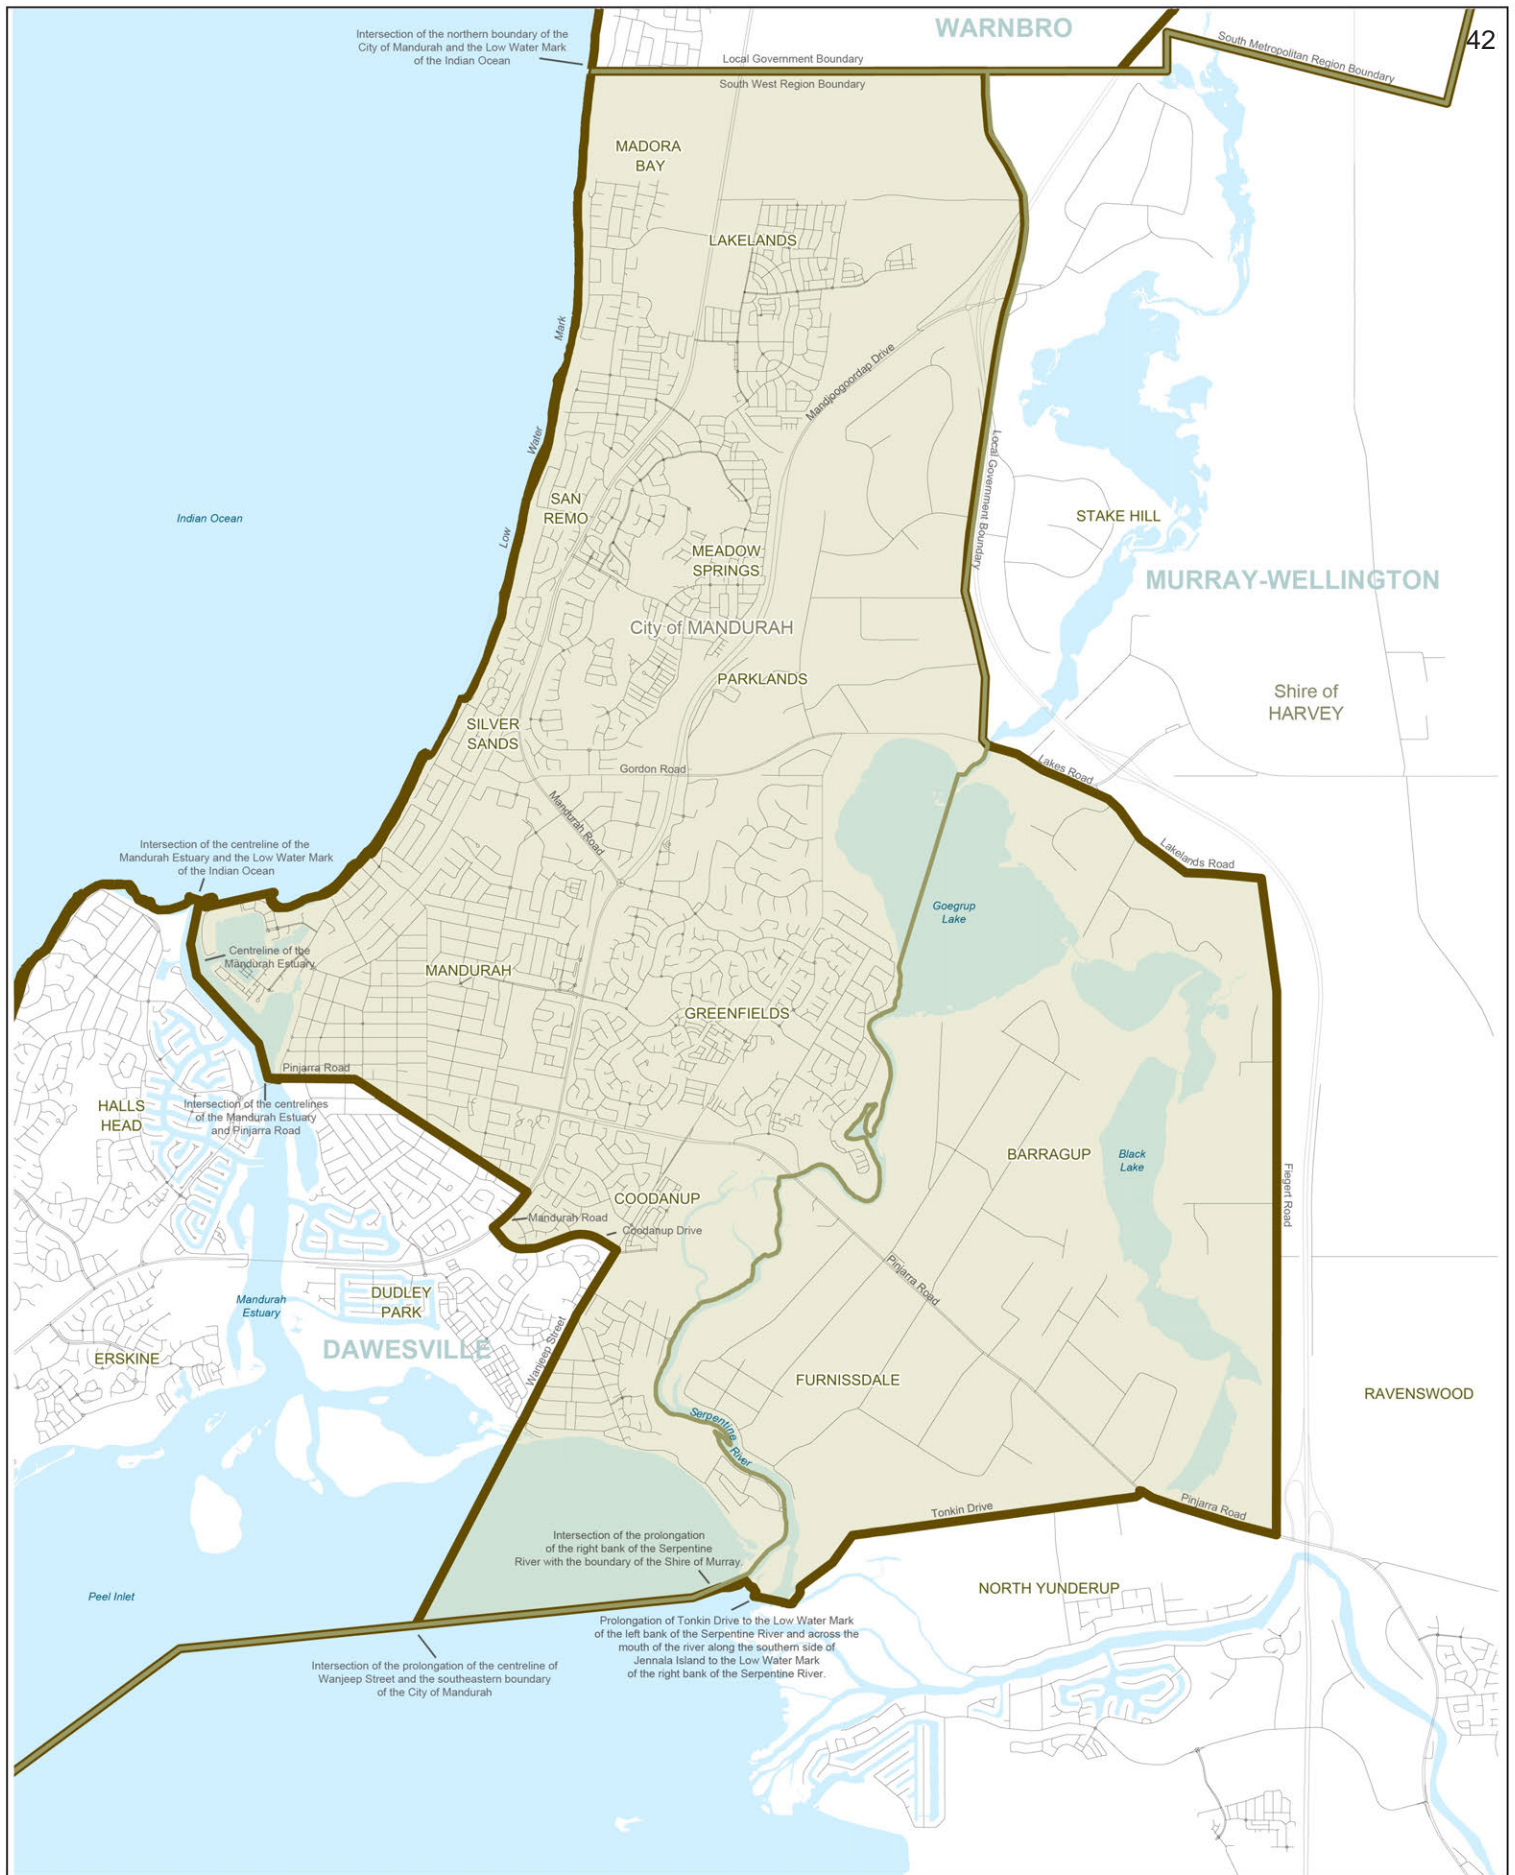 WARNBRO
42
Intersection of the northern boundary of the
City of Mandurah and the Low Water Mark
of the Indian Ocean
Local Government Boundary
South West Region Boundary
South Metropolitan Region Boundary
MADORA
BAY
LAKELANDS
Mark
Water
Low
Mandjoogoordap Drive
Local Government Boundary
SAN
REMO
Indian Ocean
STAKE HILL
MEADOW
SPRINGS
MURRAY-WELLINGTON
City of MANDURAH
PARKLANDS
Shire of
HARVEY
SILVER
SANDS
Gordon Road
Lakes Road
Mandurah Road
Lakelands Road
Intersection of the centreline of the
Mandurah Estuary and the Low Water Mark
of the Indian Ocean
Goegrup
Lake
Centreline of the
Mandurah Estuary
MANDURAH
GREENFIELDS
Pinjarra Road
HALLS
HEAD
Intersection of the centrelines
of the Mandurah Estuary
and Pinjarra Road
BARRAGUP
Black
Lake
Fiegert Road
COODANUP
Mandurah Road
Coodanup Drive
Pinjarra Road
Mandurah
Estuary
DUDLEY
PARK
DAWESVILLE
Wanjeep Street
ERSKINE
FURNISSDALE
RAVENSWOOD
Serpentine
River
Tonkin Drive
Pinjarra Road
Intersection of the prolongation
of the right bank of the Serpentine
River with the boundary of the Shire of Murray.
Peel Inlet
NORTH YUNDERUP
Prolongation of Tonkin Drive to the Low Water Mark
of the left bank of the Serpentine River and across the
mouth of the river along the southern side of
Jennala Island to the Low Water Mark
of the right bank of the Serpentine River.
Intersection of the prolongation of the centreline of
Wanjeep Street and the southeastern boundary
of the City of Mandurah